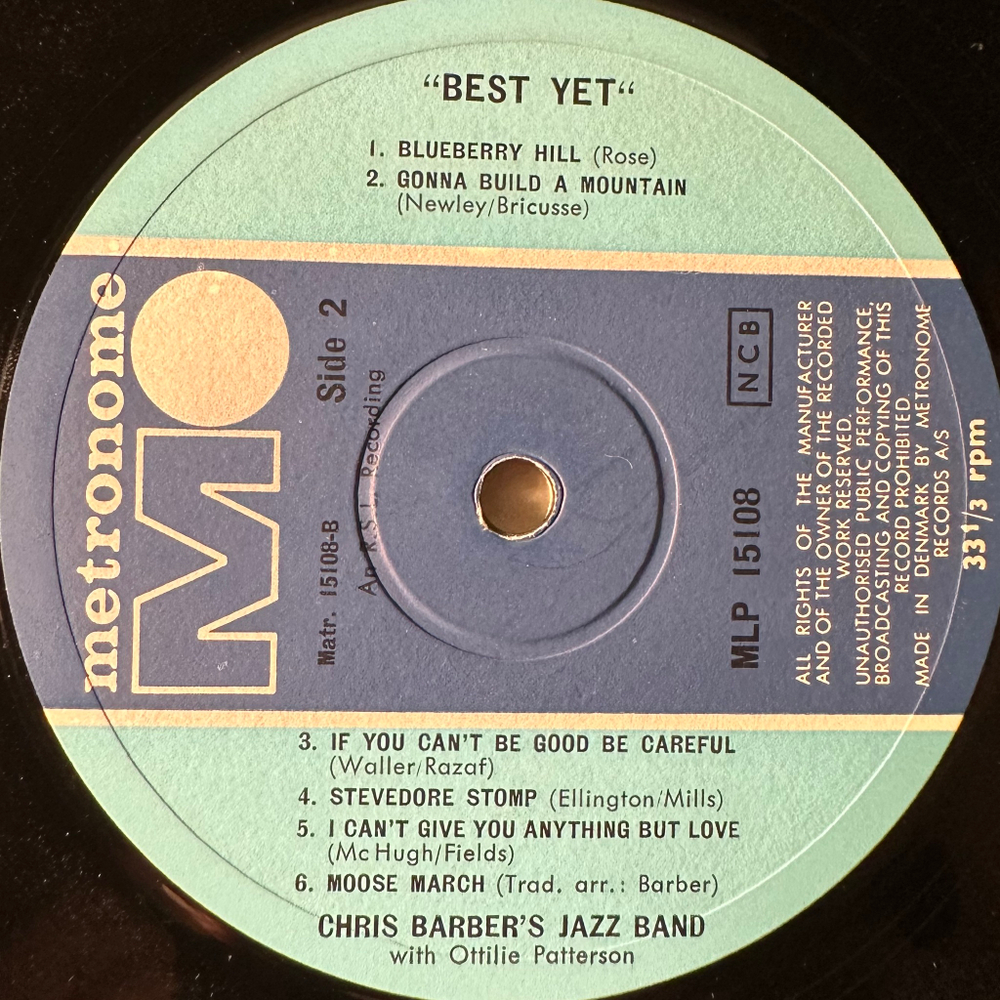 “BEST YET“
1. BLUEBERRY HILL (Rose)
2. GONNA BUILD A MOUNTAIN
(Newley/Bricusse)
metronome
M
Side 2
Matr. 15108-B
An R.S.I. Recording
NCB
MLP 15108
ALL RIGHTS OF THE MANUFACTURER
AND OF THE OWNER OF THE RECORDED
WORK RESERVED.
UNAUTHORISED PUBLIC PERFORMANCE,
BROADCASTING AND COPYING OF THIS
RECORD PROHIBITED.
MADE IN DENMARK BY METRONOME
RECORDS A/S
33 1/3 rpm
3. IF YOU CAN'T BE GOOD BE CAREFUL
(Waller/Razaf)
4. STEVEDORE STOMP (Ellington/Mills)
5. I CAN'T GIVE YOU ANYTHING BUT LOVE
(Mc Hugh/Fields)
6. MOOSE MARCH (Trad. arr.: Barber)
CHRIS BARBER'S JAZZ BAND
with Ottilie Patterson